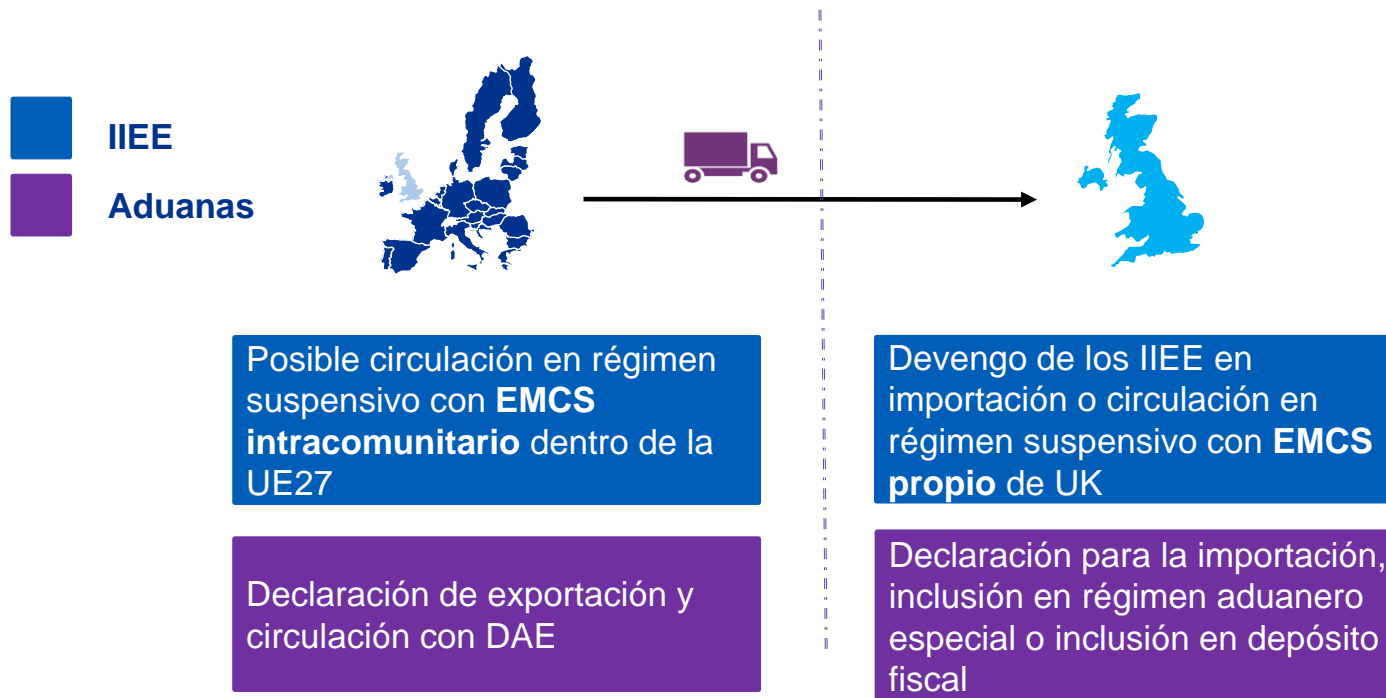 IIEE
Aduanas
Posible circulación en régimen
suspensivo con EMCS
intracomunitario dentro de la
UE27
Devengo de los IIEE en
importación o circulación en
régimen suspensivo con EMCS
propio de UK
Declaración de exportación y
circulación con DAE
Declaración para la importación,
inclusión en régimen aduanero
especial o inclusión en depósito
fiscal